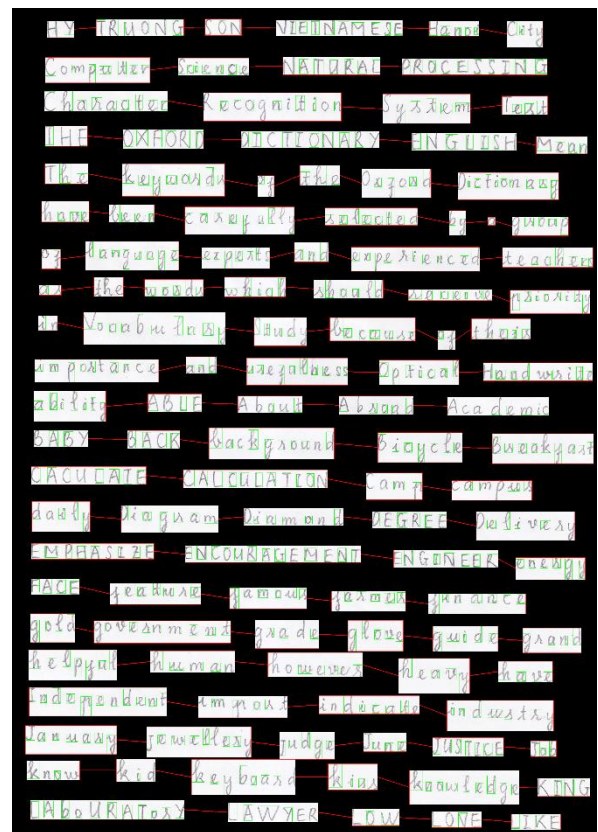 HY TRUONG SON VIETNAMESE Hanoi City
Computer Science NATURAL PROCESSING
Character Recognition System Test
THE OXFORD DICTIONARY ENGLISH Mean
The keywords of the Oxford Dictionary
have been carefully selected by a group
of language experts and experienced teachers
as the words which should receive priority
in Vocabulary Study because of their
importance and usefulness Optical Handwrite
ability ABLE About Absorb Academic
BABY BACK background Bicycle Breakfast
CACULATE CALCULATION Camp campus
daily Diagram Diamond DEGREE Delivery
EMPHASIZE ENCOURAGEMENT ENGINEER energy
FACE feature famous farmer finance
gold government grade glove guide grand
helpful human however heavy have
Independent import indicate industry
January jewellery judge June JUSTICE Job
know kid keyboard kiss knowledge KING
LAbOURATORY LAWYER LOW LIKE